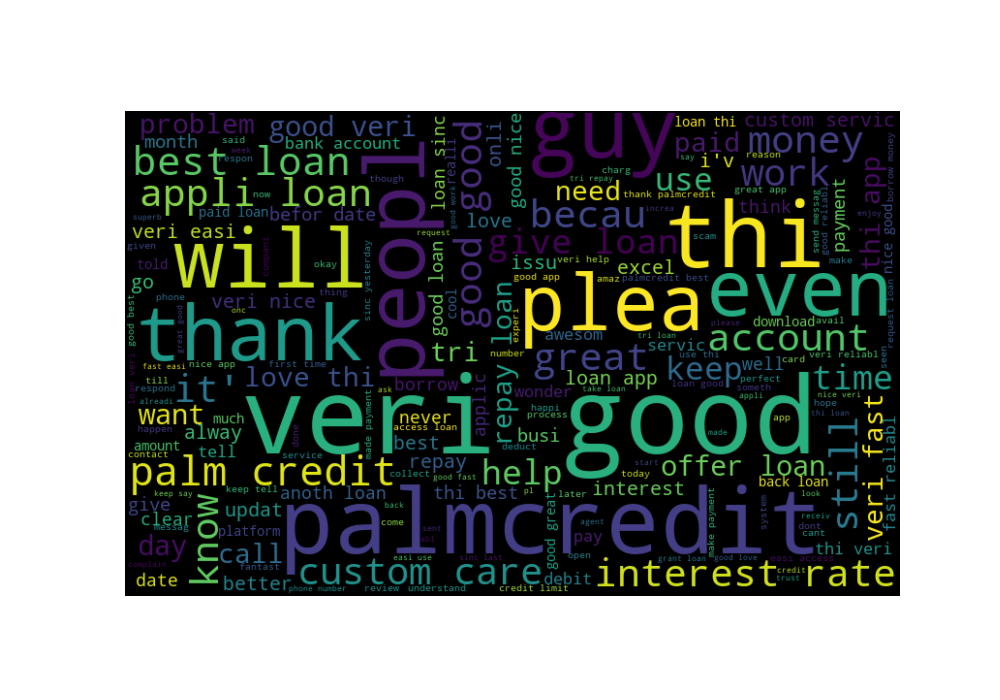 problem
good veri
loan sinc
good
guy
loan thi
custom servic
month
said
week
respon
bank account
reallii
onli
good nice
paid
say
i'v
reason
money
best loan
peopl
though
need
charg
tri repay
thank palmcredit
use
great app
work
thi app
appli loan
now
good work
love
becau
increa
thi
think
enjoy
borrow money
superb
paid loan
befor date
request
scam
send messag
good reliabl
payment
nice good
veri easi
will
given
compani
okay
sinc yesterday
good loan
cool
good
give loan
make
told
go
phone
veri nice
thing
issu
veri help
good app
amaz
excel
palmcredit best
even
request loan
good best
thank
onc
great good
experi
plea
please
download
avail
awesom
account
seen
tri
repay loan
number
servic
tri loan
use thi
keep
well
card
veri reliabl
loan veri
fast easi
nice app
first time
great
till
it'
love thi
ask
borrow
applic
wonder
loan app
take loan
loan good
perfect
someth
time
respond
alreadi
veri
happi
process
good
appli
nice veri
hope
thi loan
want
much
made payment
never
access loan
busi
deduct
made
app
still
veri fast
happen
alway
done
best
amount
tell
service
contact
palm credit
collect
repay
good fast
help
today
start
offer loan
fast reliabl
keep say
keep tell
anoth loan
thi best
pl
later
interest
back loan
look
give
know
updat
back
palmcredit
good great
agent
make payment
system
receiv
clear
messag
platform
come
sent
abl
pay
dont
cant
day
call
easi use
sinc last
open
grant loan
good love
easi access
thi veri
complain
fantast
custom care
debit
interest rate
credit
trust
date
better
phone number
review understand
credit limit